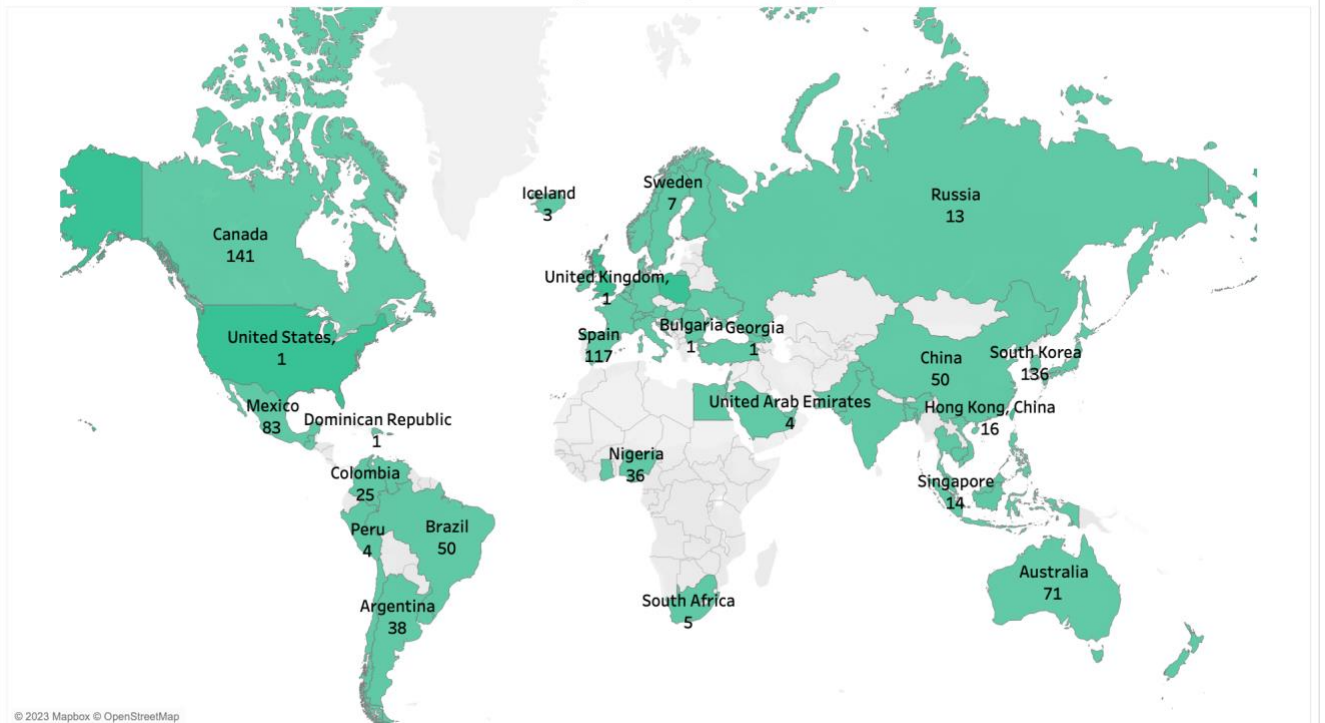 Iceland
3
Sweden
7
Russia
13
Canada
141
United Kingdom,
1
United States,
1
Spain
117
Bulgaria
1
Georgia
1
China
50
South Korea
136
Mexico
83
Dominican Republic
1
United Arab Emirates
4
Hong Kong, China
16
Colombia
25
Nigeria
36
Singapore
14
Peru
4
Brazil
50
Argentina
38
South Africa
5
Australia
71
© 2023 Mapbox © OpenStreetMap